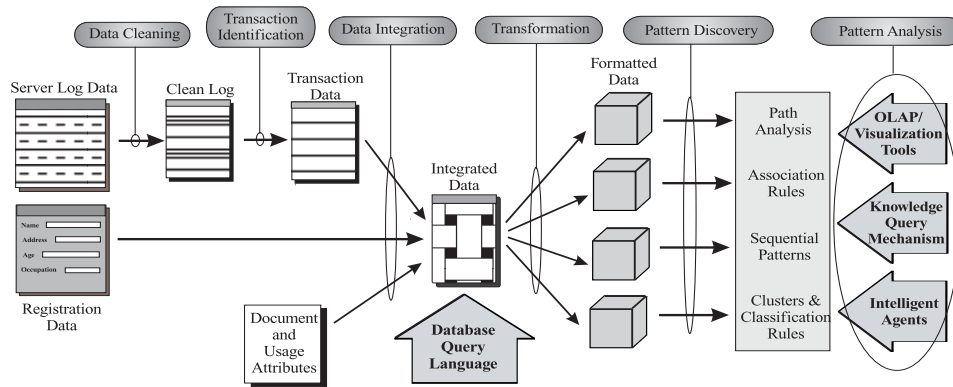 Data Cleaning
Transaction
Identification
Data Integration
Transformation
Pattern Discovery
Pattern Analysis
Server Log Data
Clean Log
Transaction
Data
Integrated
Data
Formatted
Data
Path
Analysis
Association
Rules
Sequential
Patterns
Clusters &
Classification
Rules
OLAP/
Visualization
Tools
Knowledge
Query
Mechanism
Intelligent
Agents
Name
Address
Age
Occupation
Registration
Data
Document
and
Usage
Attributes
Database
Query
Language